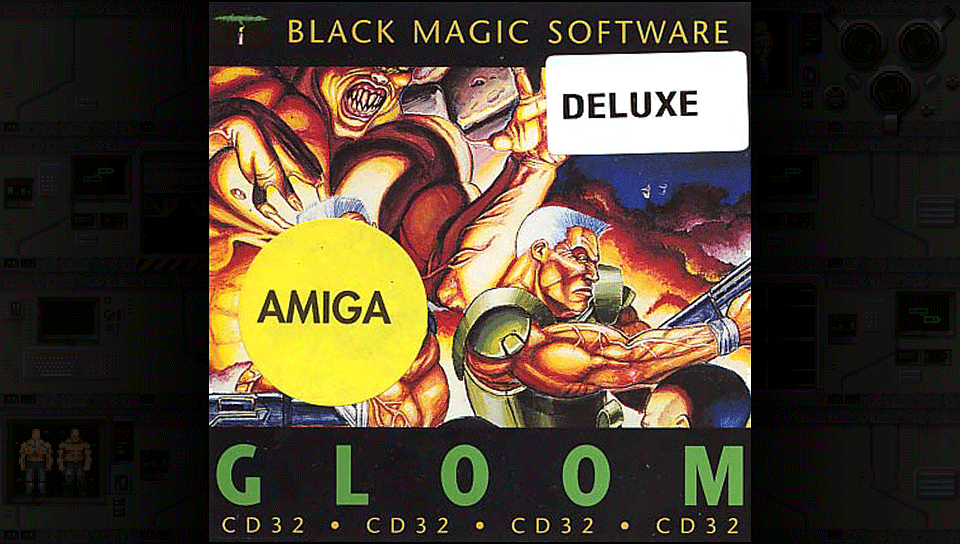 BLACK MAGIC SOFTWARE
DELUXE
AMIGA
GLOOM
CD32 • CD32 • CD32 • CD32